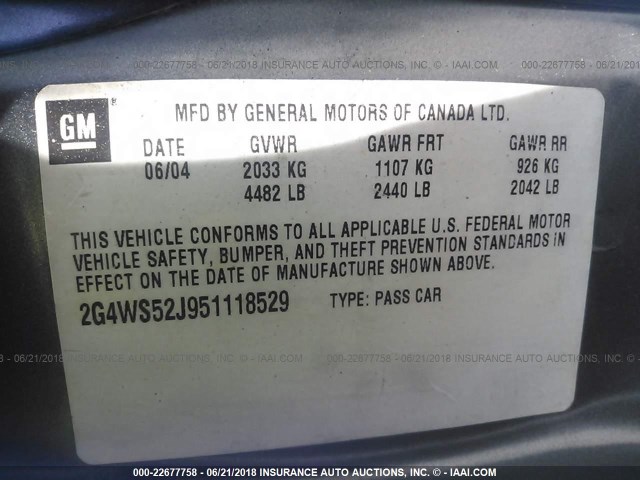 000-22677758 - 06/21/2018 INSURANCE AUTO AUCTIONS, INC. © - IAAI.COM
GM
MFD BY GENERAL MOTORS OF CANADA LTD.
DATE GVWR GAWR FRT GAWR RR
06/04 2033 KG 1107 KG 926 KG
4482 LB 2440 LB 2042 LB
THIS VEHICLE CONFORMS TO ALL APPLICABLE U.S. FEDERAL MOTOR
VEHICLE SAFETY, BUMPER, AND THEFT PREVENTION STANDARDS IN
EFFECT ON THE DATE OF MANUFACTURE SHOWN ABOVE.
2G4WS52J951118529 TYPE: PASS CAR
000-22677758 - 06/21/2018 INSURANCE AUTO AUCTIONS, INC. © - IAAI.COM
000-22677758 - 06/21/2018 INSURANCE AUTO AUCTIONS, INC. © - IAAI.COM